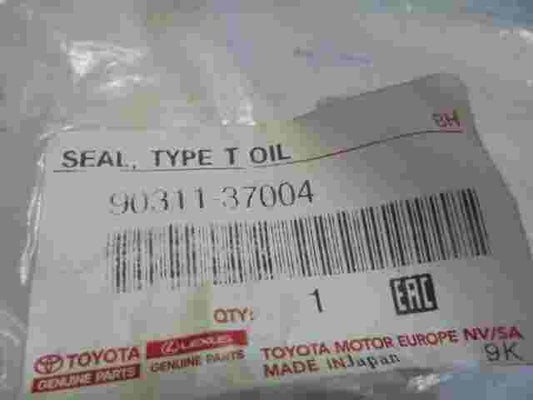 8H
SEAL, TYPE T OIL
90311-37004
QTY: 1 EAC
TOYOTA LEXUS TOYOTA MOTOR EUROPE NV/SA
GENUINE PARTS GENUINE PARTS MADE IN Japan 9K